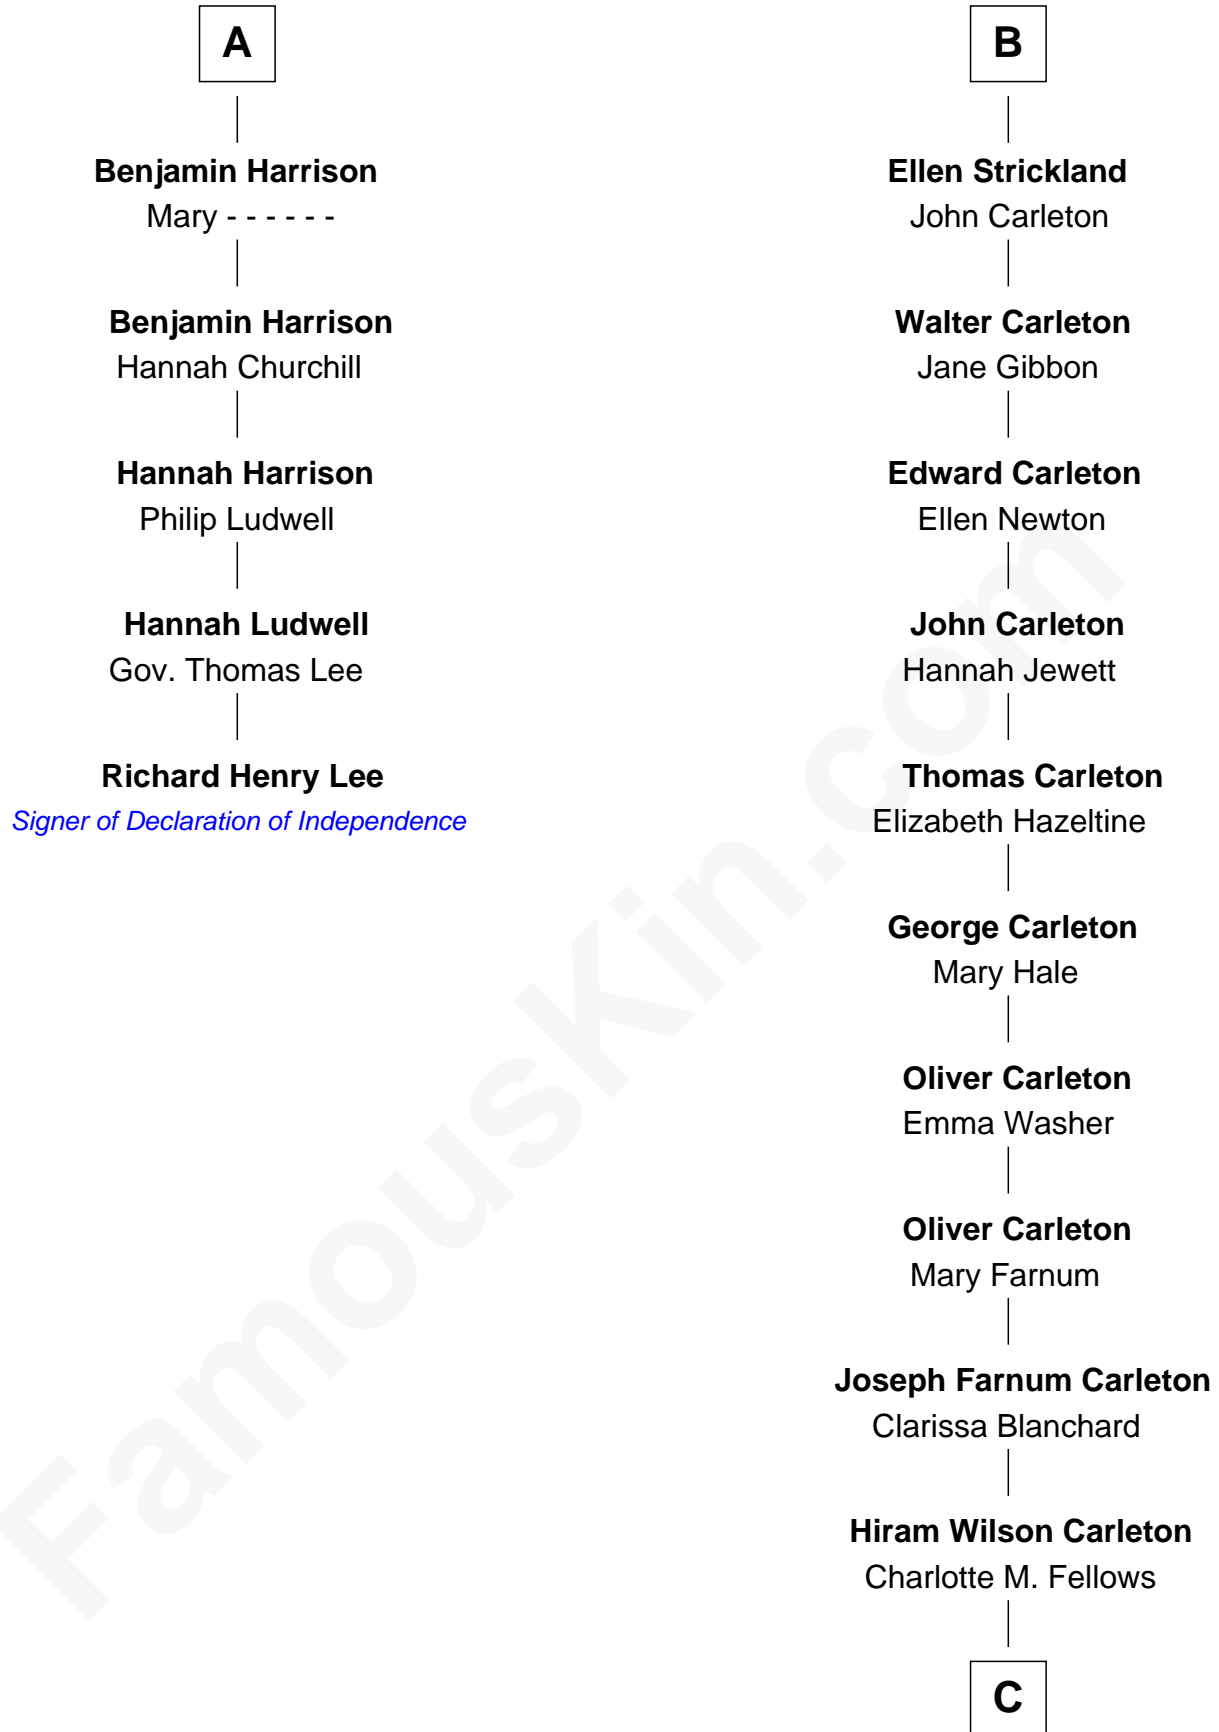 A
Benjamin Harrison
Mary - - - - - -
Benjamin Harrison
Hannah Churchill
Hannah Harrison
Philip Ludwell
Hannah Ludwell
Gov. Thomas Lee
Richard Henry Lee
Signer of Declaration of Independence
B
Ellen Strickland
John Carleton
Walter Carleton
Jane Gibbon
Edward Carleton
Ellen Newton
John Carleton
Hannah Jewett
Thomas Carleton
Elizabeth Hazeltine
George Carleton
Mary Hale
Oliver Carleton
Emma Washer
Oliver Carleton
Mary Farnum
Joseph Farnum Carleton
Clarissa Blanchard
Hiram Wilson Carleton
Charlotte M. Fellows
C
FamousKin.com